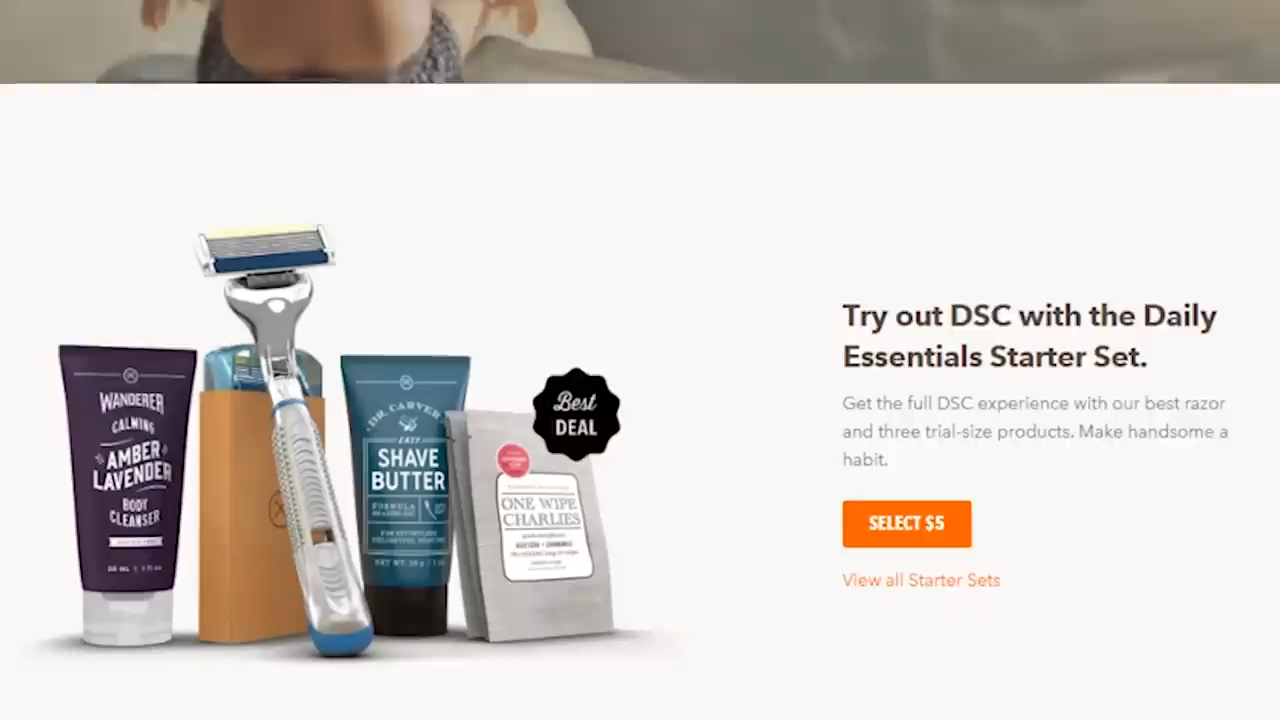 Try out DSC with the Daily
Essentials Starter Set.
Get the full DSC experience with our best razor
and three trial-size products. Make handsome a
habit.
SELECT $5
View all Starter Sets
Best
DEAL
WANDERER
CALMING
AMBER
LAVENDER
BODY
CLEANSER
DR. CARVER'S
EASY
SHAVE
BUTTER
FORMULA
ONE WIPE
CHARLIES